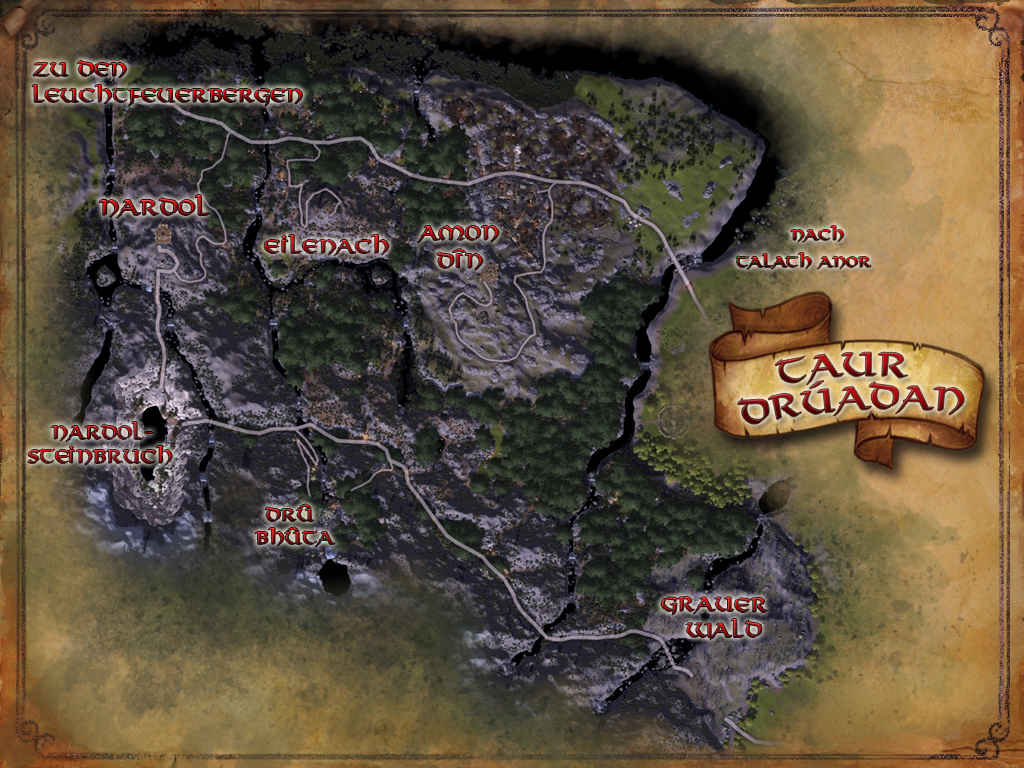 ZU DEN
LEUCHTFEUERBERGEN
NARDOL
EILENACH
AMON
DÎN
NACH
TALATH ANOR
TAUR
DRÚADAN
NARDOL-
STEINBRUCH
DRÛ
BHÛTA
GRAUER
WALD